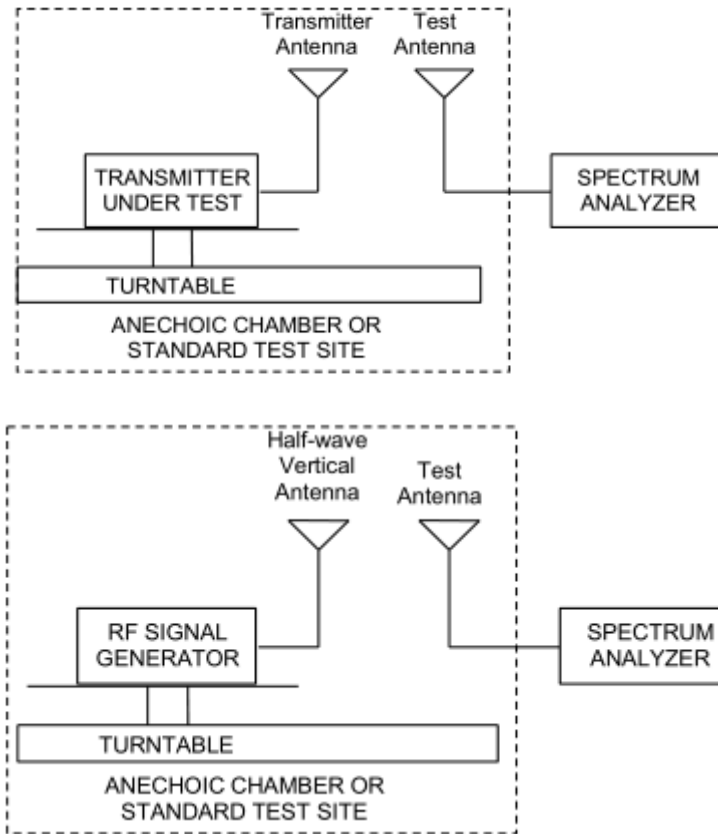 Transmitter
Antenna
Test
Antenna
TRANSMITTER
UNDER TEST
SPECTRUM
ANALYZER
TURNTABLE
ANECHOIC CHAMBER OR
STANDARD TEST SITE
Half-wave
Vertical
Antenna
Test
Antenna
RF SIGNAL
GENERATOR
SPECTRUM
ANALYZER
TURNTABLE
ANECHOIC CHAMBER OR
STANDARD TEST SITE